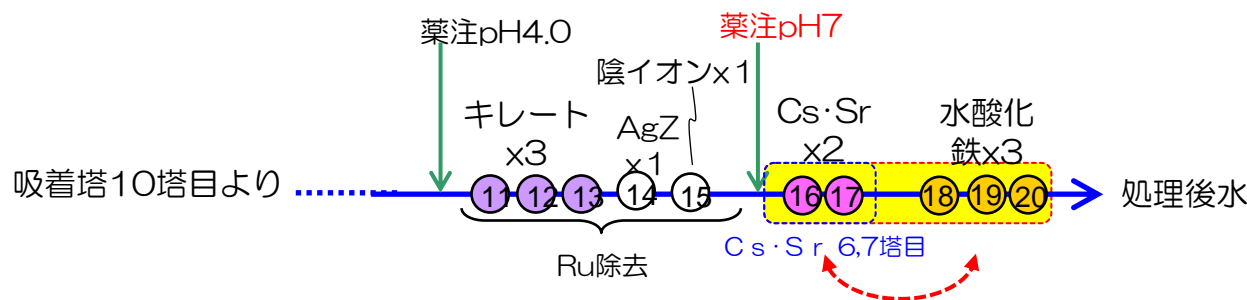 薬注pH4.0
薬注pH7
陰イオンx1
キレート
x3
AgZ
x1
Cs·Sr
x2
水酸化
鉄x3
吸着塔10塔目より
11 12 13 14 15 16 17 18 19 20
処理後水
Cs·Sr 6,7塔目
Ru除去